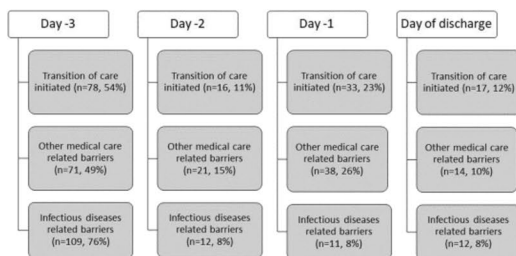 Day -3
Transition of care
initiated (n=78, 54%)
Other medical care
related barriers
(n=71, 49%)
Infectious diseases
related barriers
(n=109, 76%)
Day -2
Transition of care
initiated (n=16, 11%)
Other medical care
related barriers
(n=21, 15%)
Infectious diseases
related barriers
(n=12, 8%)
Day -1
Transition of care
initiated (n=33, 23%)
Other medical care
related barriers
(n=38, 26%)
Infectious diseases
related barriers
(n=11, 8%)
Day of discharge
Transition of care
initiated (n=17, 12%)
Other medical care
related barriers
(n=14, 10%)
Infectious diseases
related barriers
(n=12, 8%)